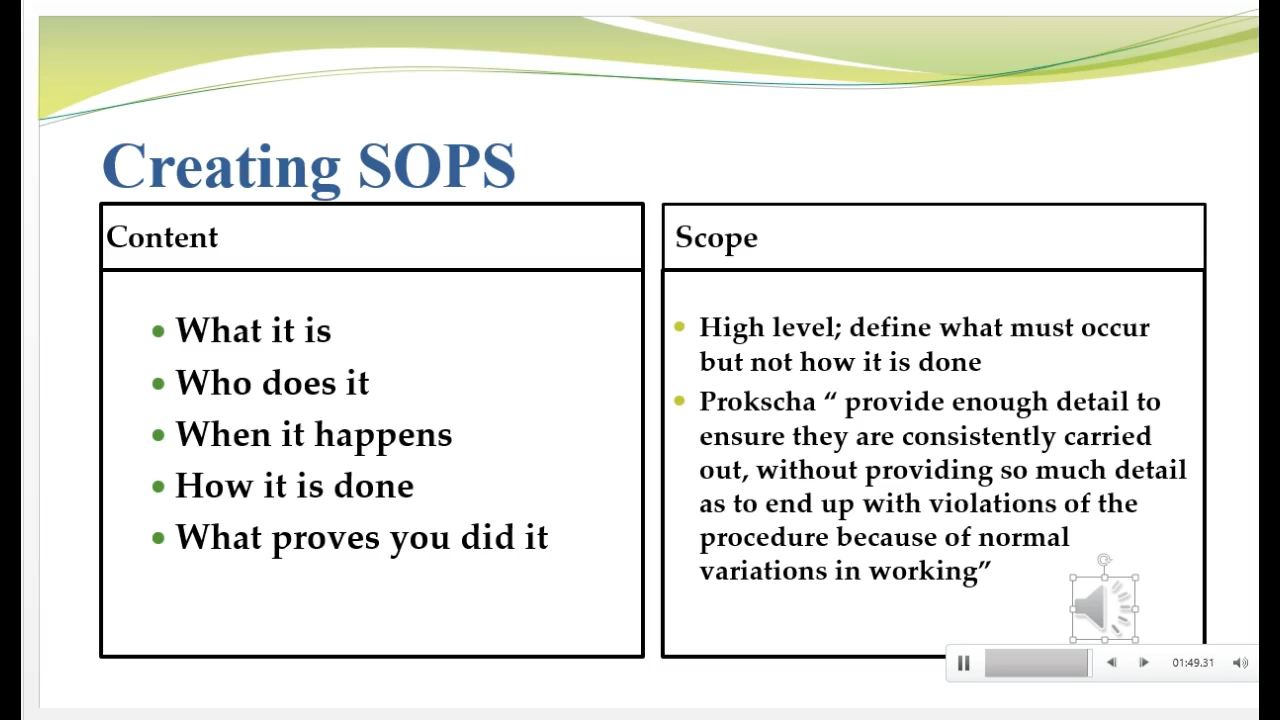 Creating SOPS
Content
What it is
Who does it
When it happens
How it is done
What proves you did it
Scope
High level; define what must occur
but not how it is done
Prokscha “ provide enough detail to
ensure they are consistently carried
out, without providing so much detail
as to end up with violations of the
procedure because of normal
variations in working”
01:49.31